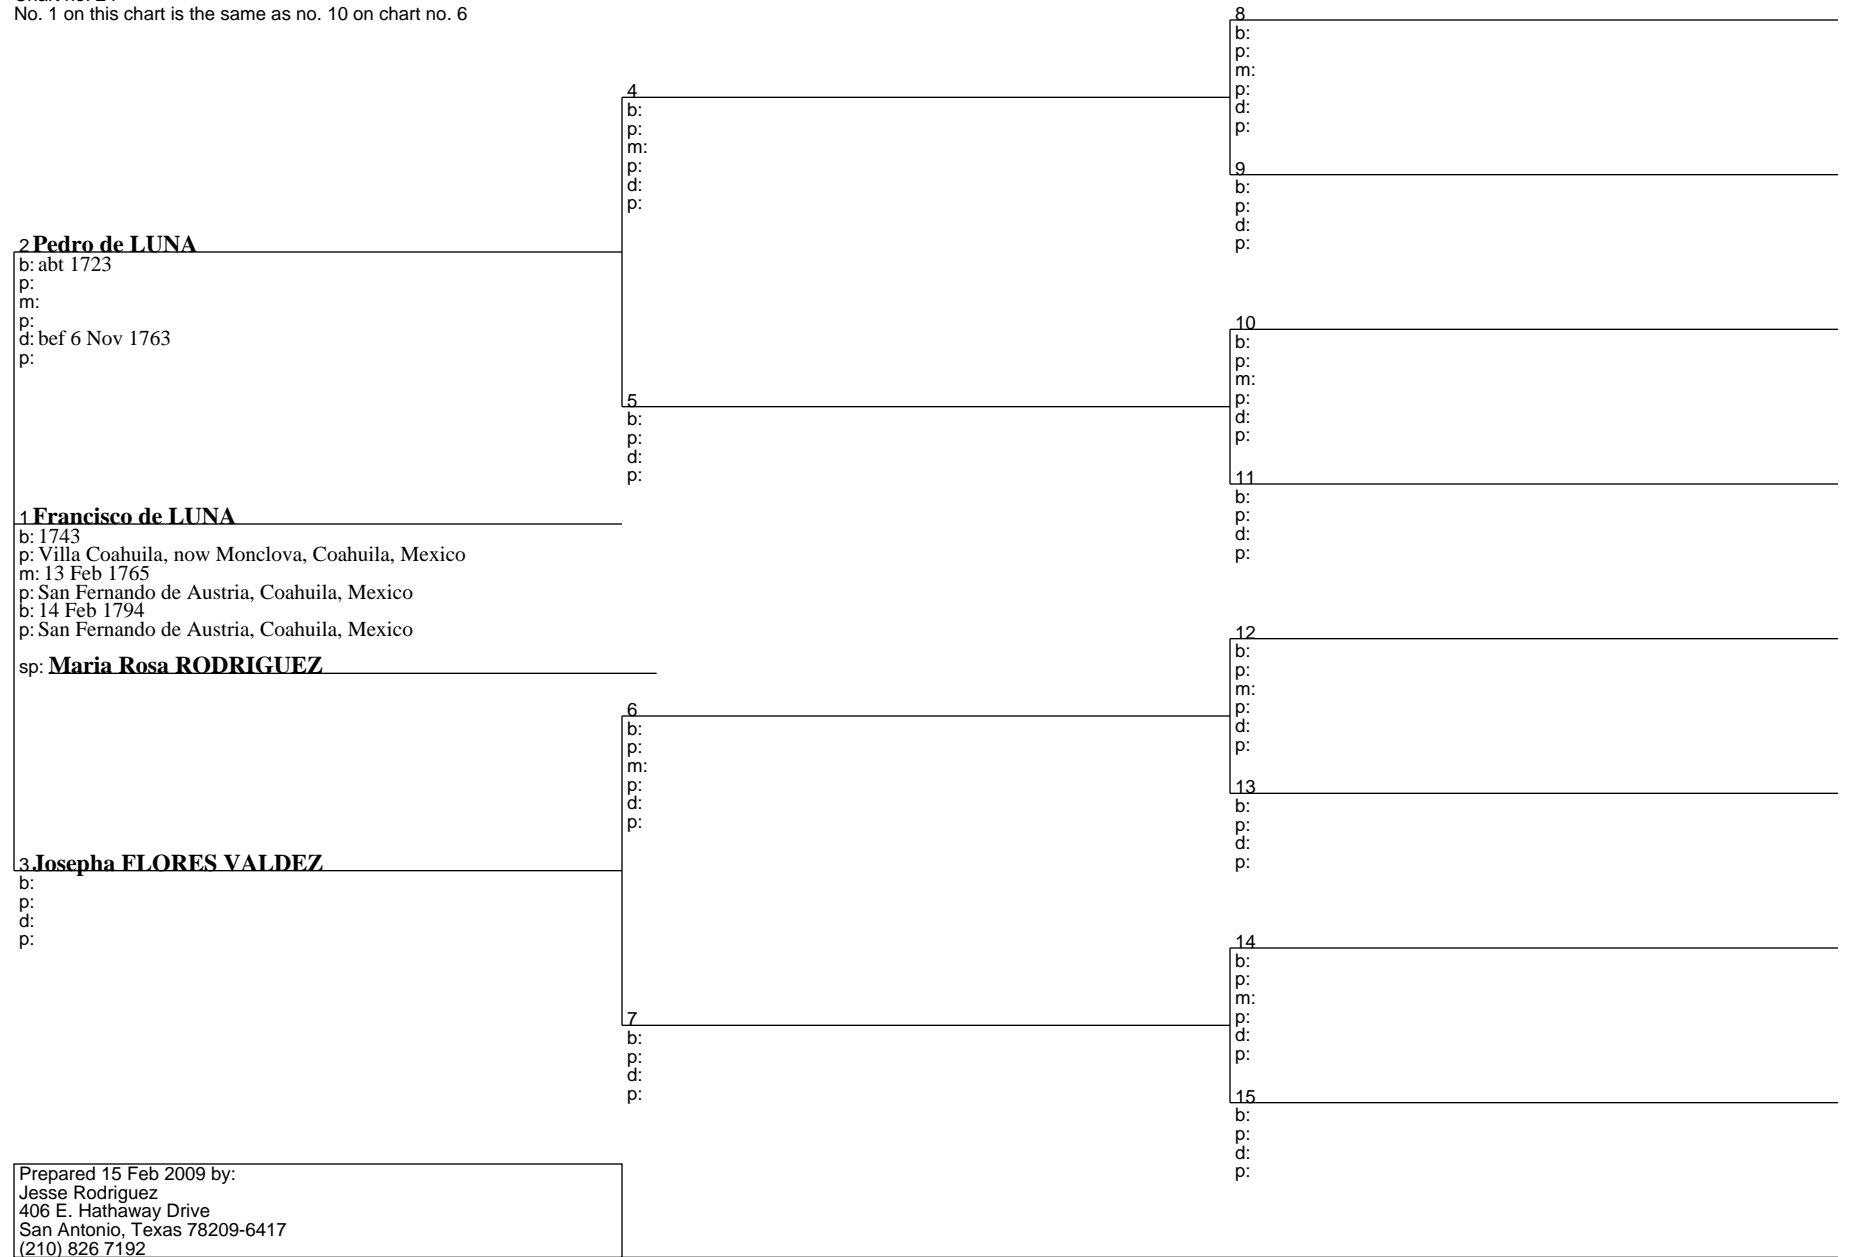 No. 1 on this chart is the same as no. 10 on chart no. 6
8
b:
p:
m:
p:
d:
p:
4
b:
p:
m:
p:
d:
p:
9
b:
p:
d:
p:
2 Pedro de LUNA
b: abt 1723
p:
m:
p:
d: bef 6 Nov 1763
p:
10
b:
p:
m:
p:
d:
p:
5
b:
p:
d:
p:
11
b:
p:
d:
p:
1 Francisco de LUNA
b: 1743
p: Villa Coahuila, now Monclova, Coahuila, Mexico
m: 13 Feb 1765
p: San Fernando de Austria, Coahuila, Mexico
b: 14 Feb 1794
p: San Fernando de Austria, Coahuila, Mexico
sp: Maria Rosa RODRIGUEZ
12
b:
p:
m:
p:
d:
p:
6
b:
p:
m:
p:
d:
p:
13
b:
p:
d:
p:
3 Josepha FLORES VALDEZ
b:
p:
d:
p:
14
b:
p:
m:
p:
d:
p:
7
b:
p:
d:
p:
15
b:
p:
d:
p:
Prepared 15 Feb 2009 by:
Jesse Rodriguez
406 E. Hathaway Drive
San Antonio, Texas 78209-6417
(210) 826 7192